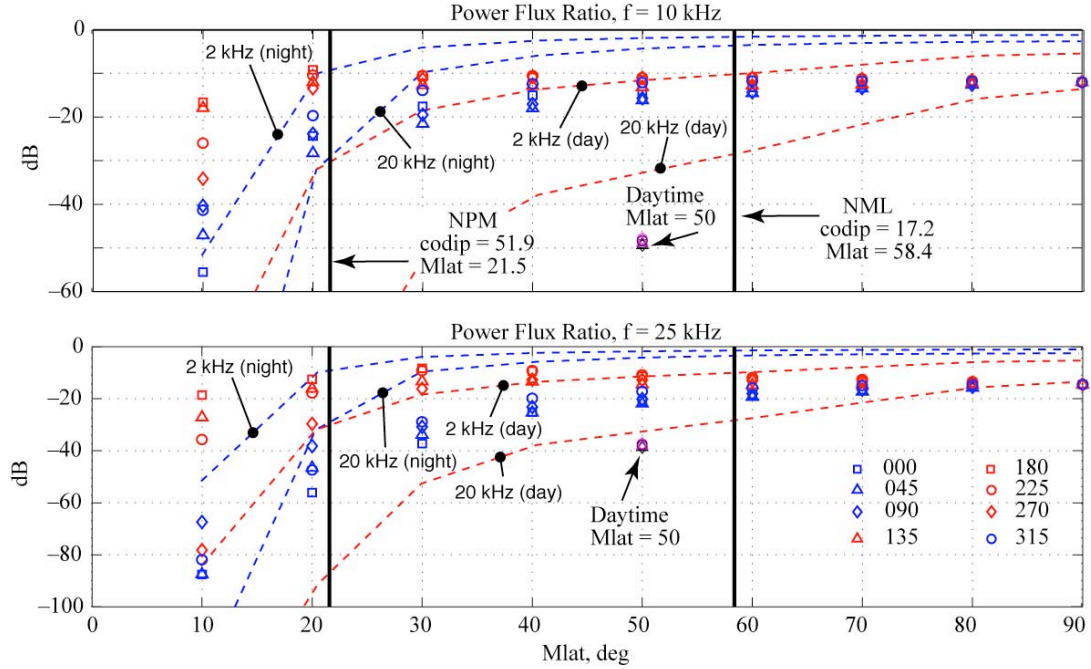 Power Flux Ratio, f = 10 kHz
0
−10
−20
−30
−40
−50
−60
dB
2 kHz (night)
20 kHz (night)
2 kHz (day)
20 kHz (day)
NPM
codip = 51.9
Mlat = 21.5
Daytime
Mlat = 50
NML
codip = 17.2
Mlat = 58.4
Power Flux Ratio, f = 25 kHz
0
−20
−40
−60
−80
−100
dB
2 kHz (night)
20 kHz (night)
2 kHz (day)
20 kHz (day)
Daytime
Mlat = 50
000 180
045 225
090 270
135 315
0 10 20 30 40 50 60 70 80 90
Mlat, deg